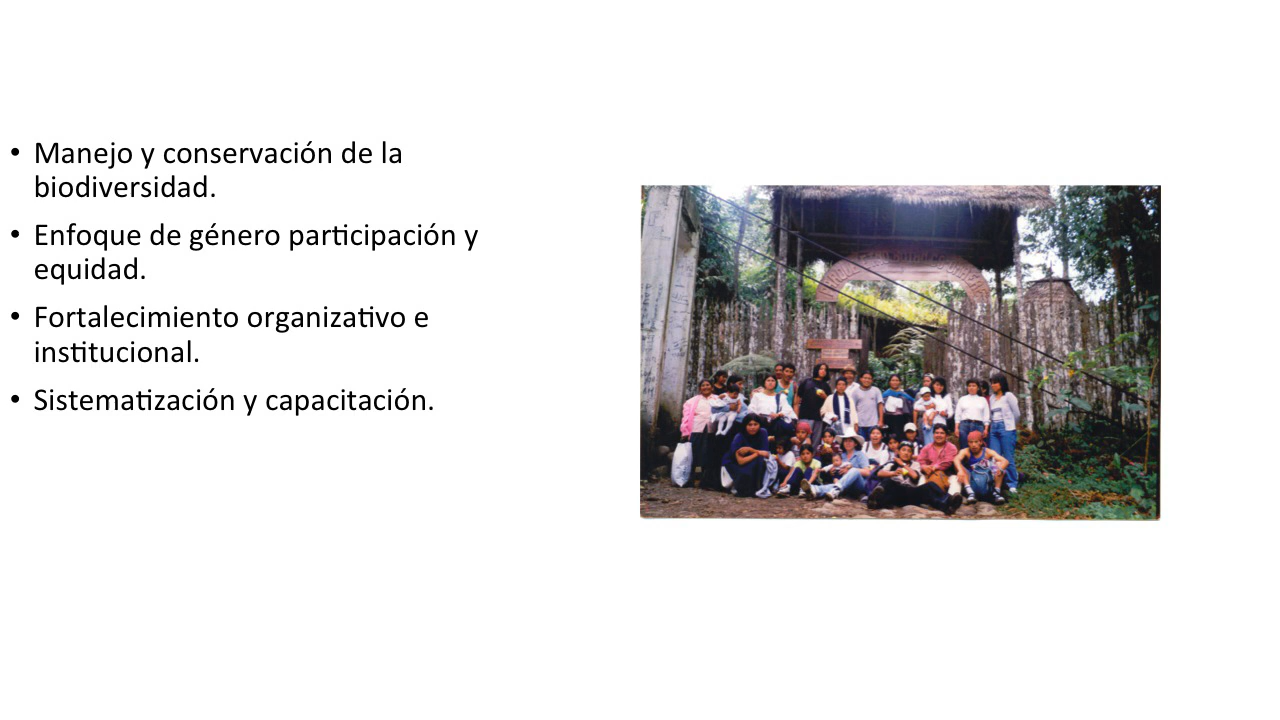 • Manejo y conservación de la
biodiversidad.
• Enfoque de género participación y
equidad.
• Fortalecimiento organizativo e
institucional.
• Sistematización y capacitación.